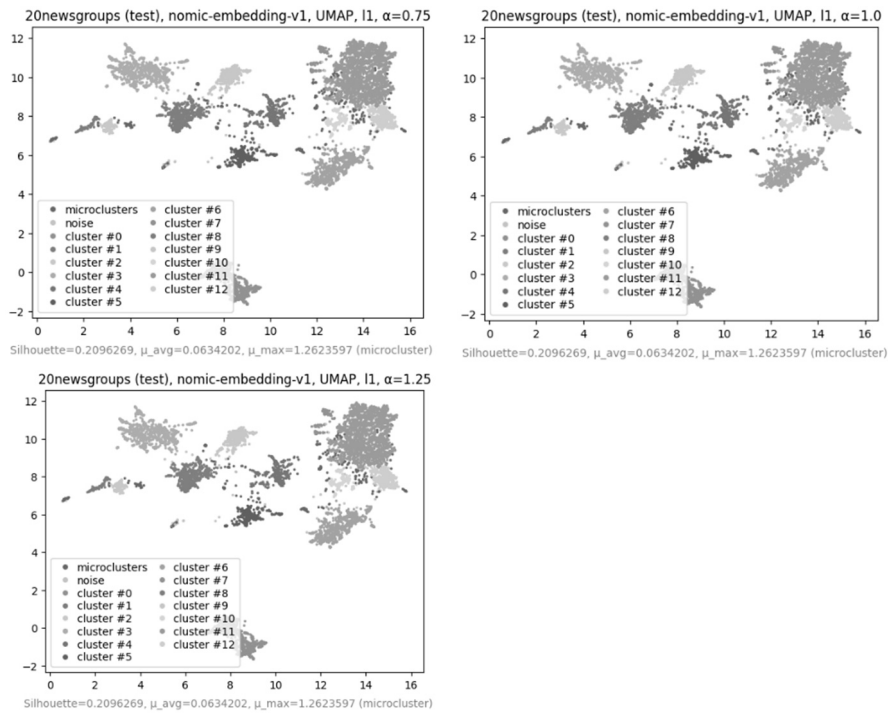 20newsgroups (test), nomic-embedding-v1, UMAP, l1, α=0.75
12
10
8
6
4
2
0
−2
microclusters
noise
cluster #0
cluster #1
cluster #2
cluster #3
cluster #4
cluster #5
cluster #6
cluster #7
cluster #8
cluster #9
cluster #10
cluster #11
cluster #12
0 2 4 6 8 10 12 14 16
Silhouette=0.2096269, μ_avg=0.0634202, μ_max=1.2623597 (microcluster)
20newsgroups (test), nomic-embedding-v1, UMAP, l1, α=1.0
12
10
8
6
4
2
0
−2
microclusters
noise
cluster #0
cluster #1
cluster #2
cluster #3
cluster #4
cluster #5
cluster #6
cluster #7
cluster #8
cluster #9
cluster #10
cluster #11
cluster #12
0 2 4 6 8 10 12 14 16
Silhouette=0.2096269, μ_avg=0.0634202, μ_max=1.2623597 (microcluster)
20newsgroups (test), nomic-embedding-v1, UMAP, l1, α=1.25
12
10
8
6
4
2
0
−2
microclusters
noise
cluster #0
cluster #1
cluster #2
cluster #3
cluster #4
cluster #5
cluster #6
cluster #7
cluster #8
cluster #9
cluster #10
cluster #11
cluster #12
0 2 4 6 8 10 12 14 16
Silhouette=0.2096269, μ_avg=0.0634202, μ_max=1.2623597 (microcluster)